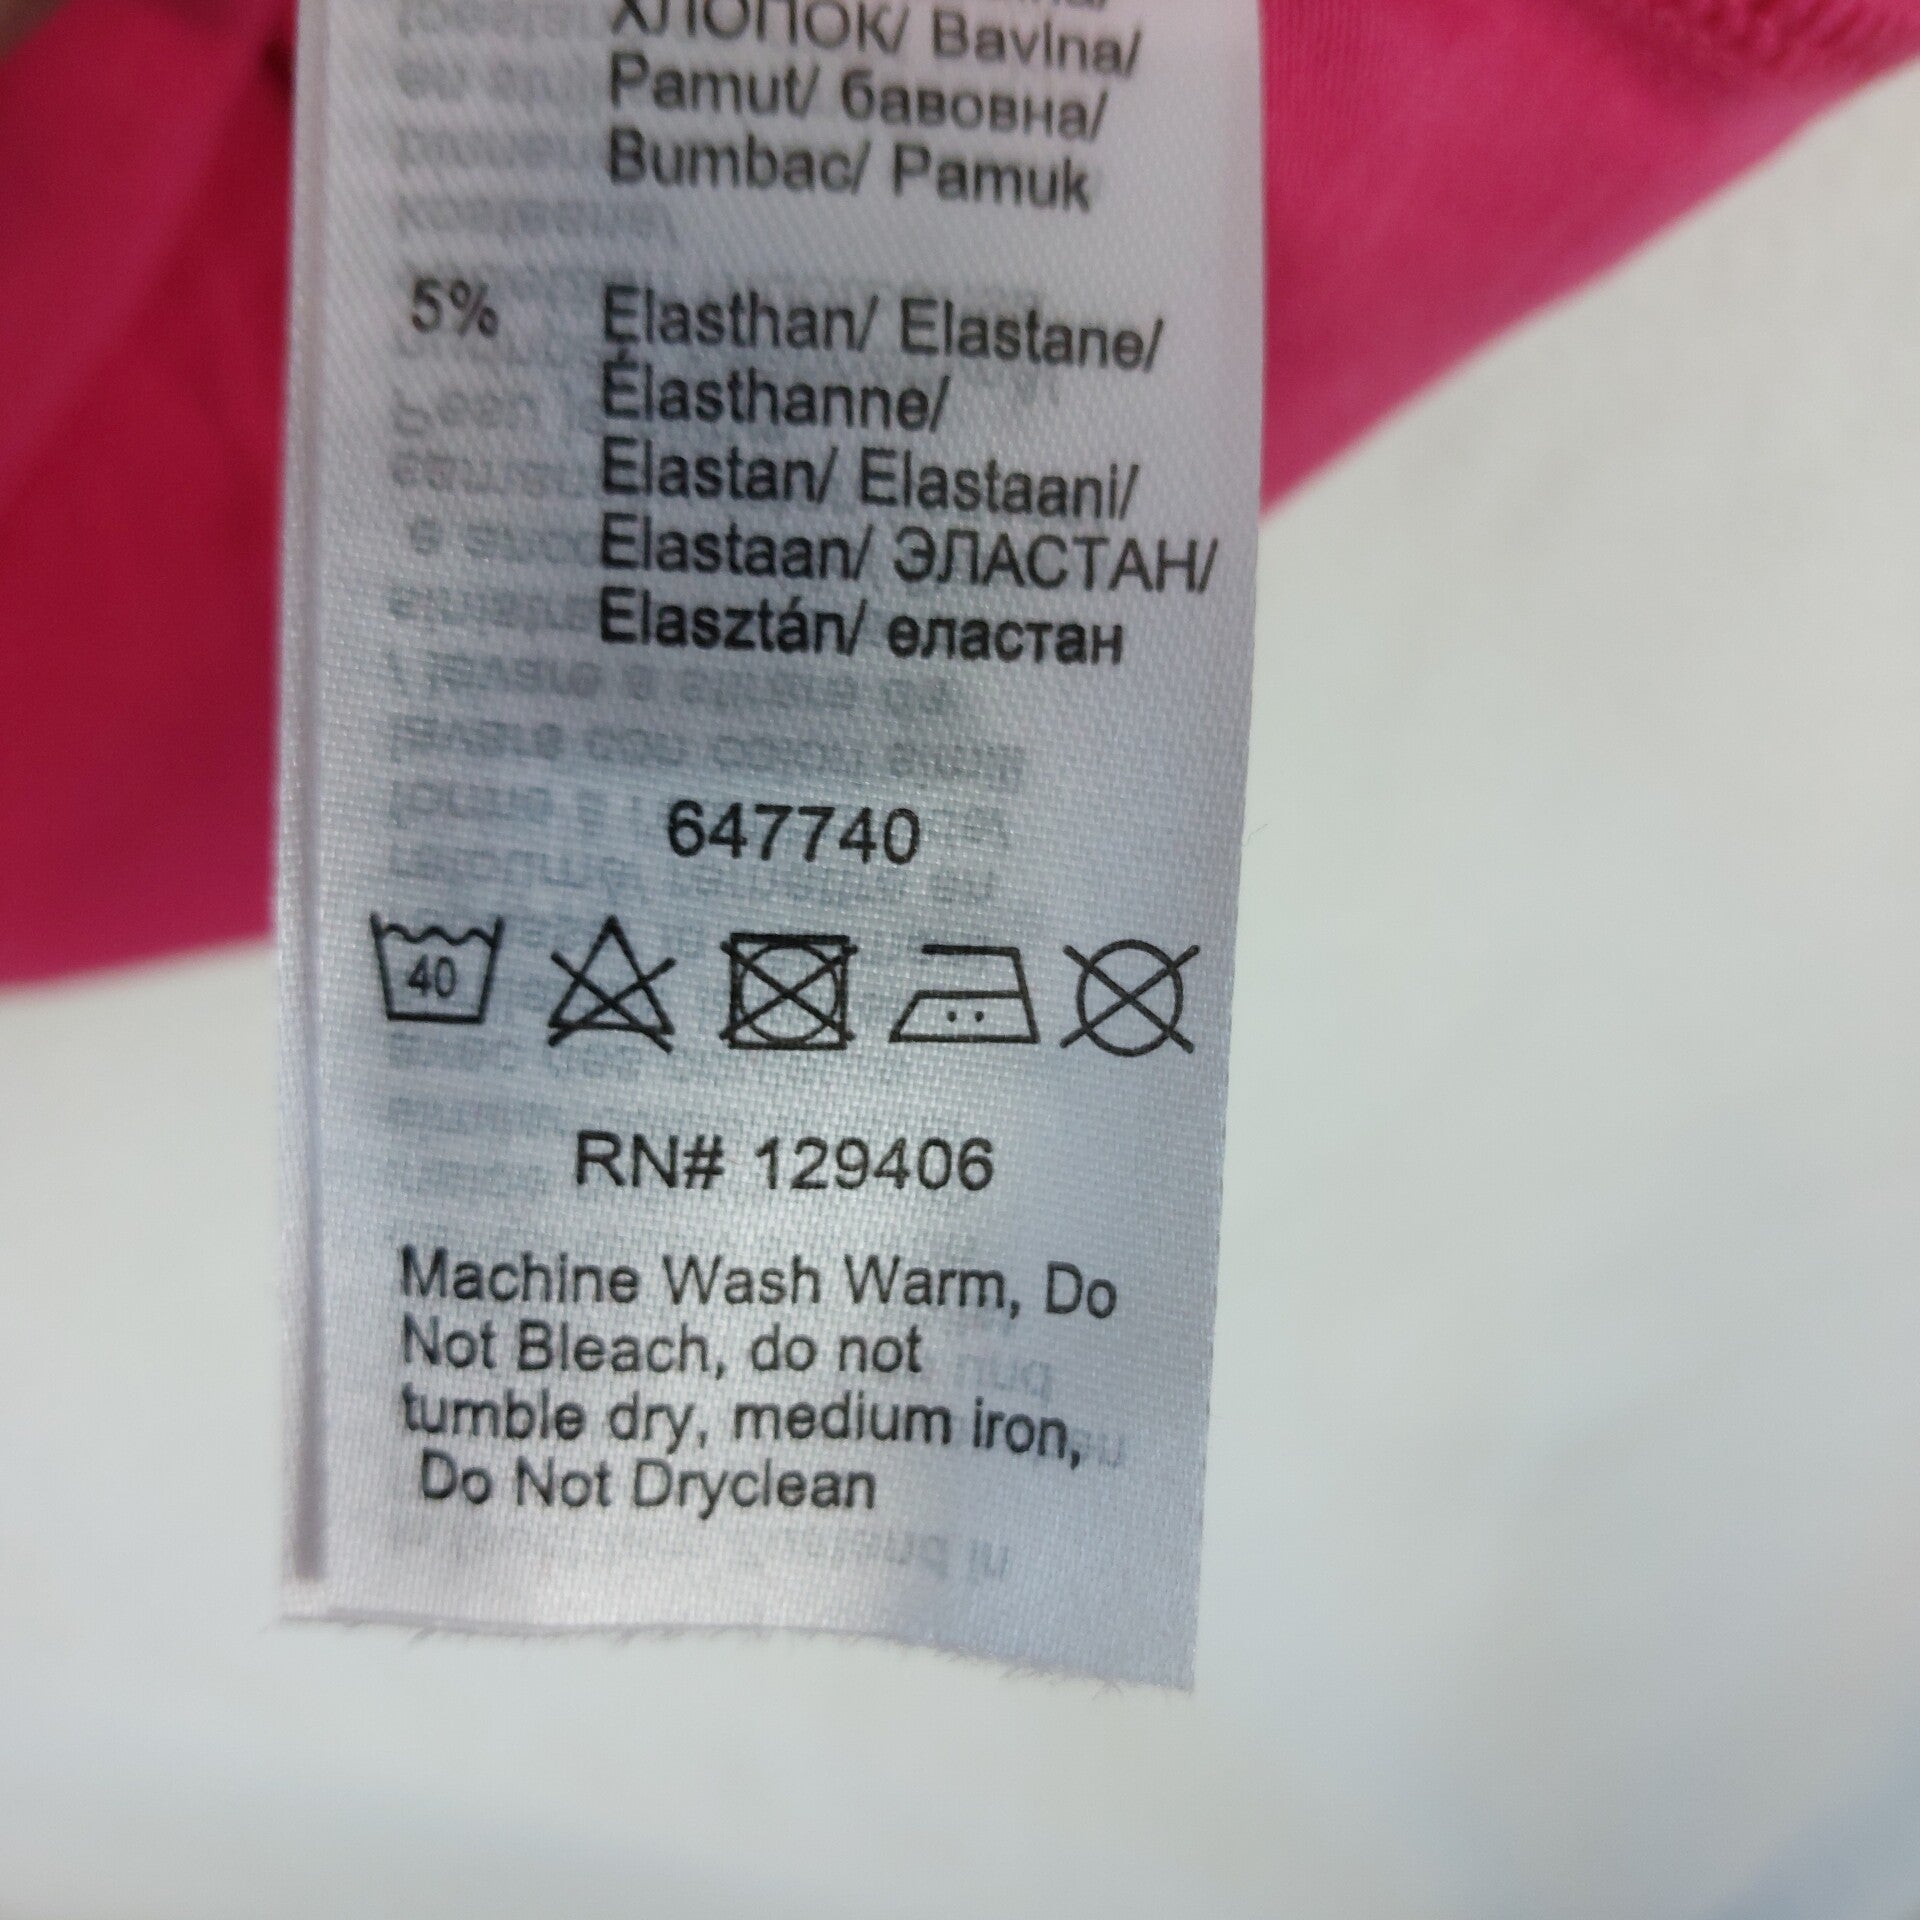 ХЛОПОК/ Bavlna/
Pamut/ бавовна/
Bumbac/ Pamuk
5% Elasthan/ Elastane/
Élasthanne/
Elastan/ Elastaani/
Elastaan/ ЭЛАСТАН/
Elasztán/ еластан
647740
40
RN# 129406
Machine Wash Warm, Do
Not Bleach, do not
tumble dry, medium iron,
Do Not Dryclean